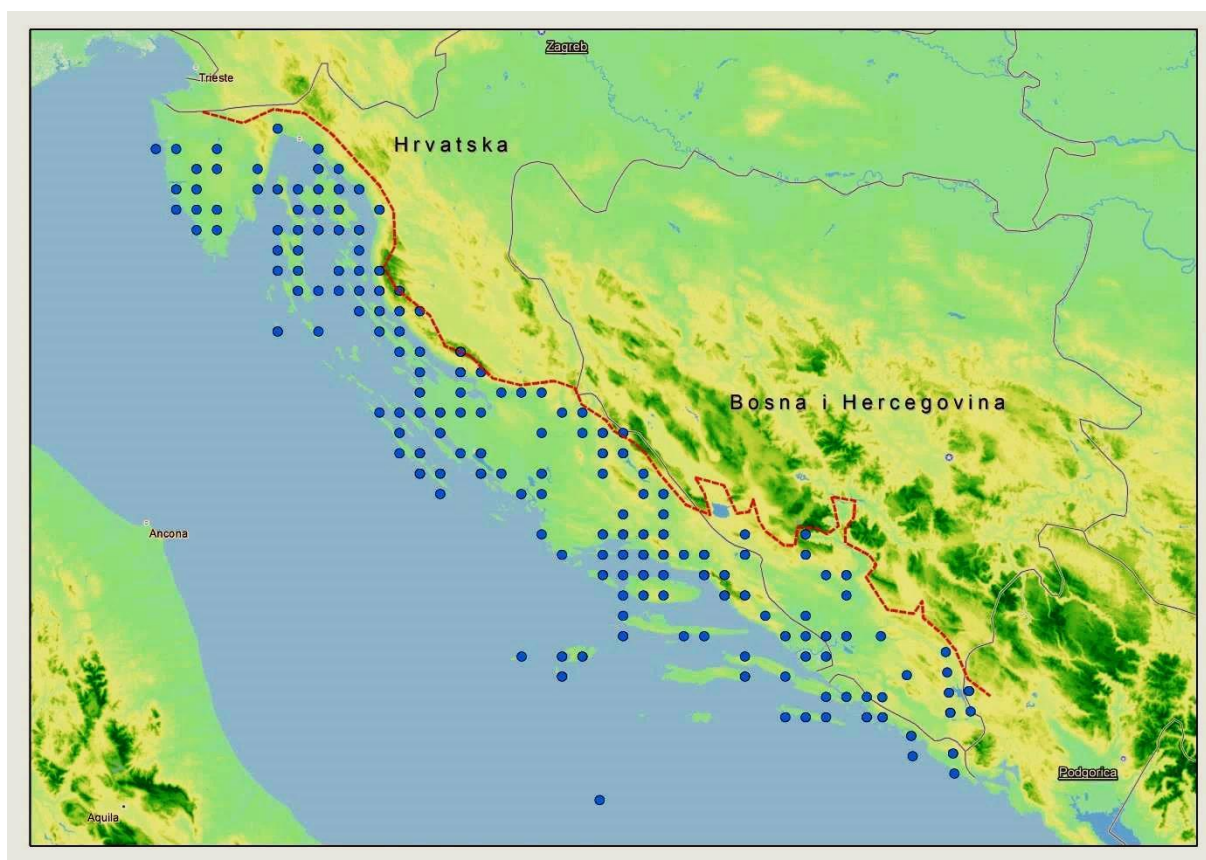 Zagreb
Trieste
Hrvatska
Bosna i Hercegovina
Ancona
Podgorica
Aquila